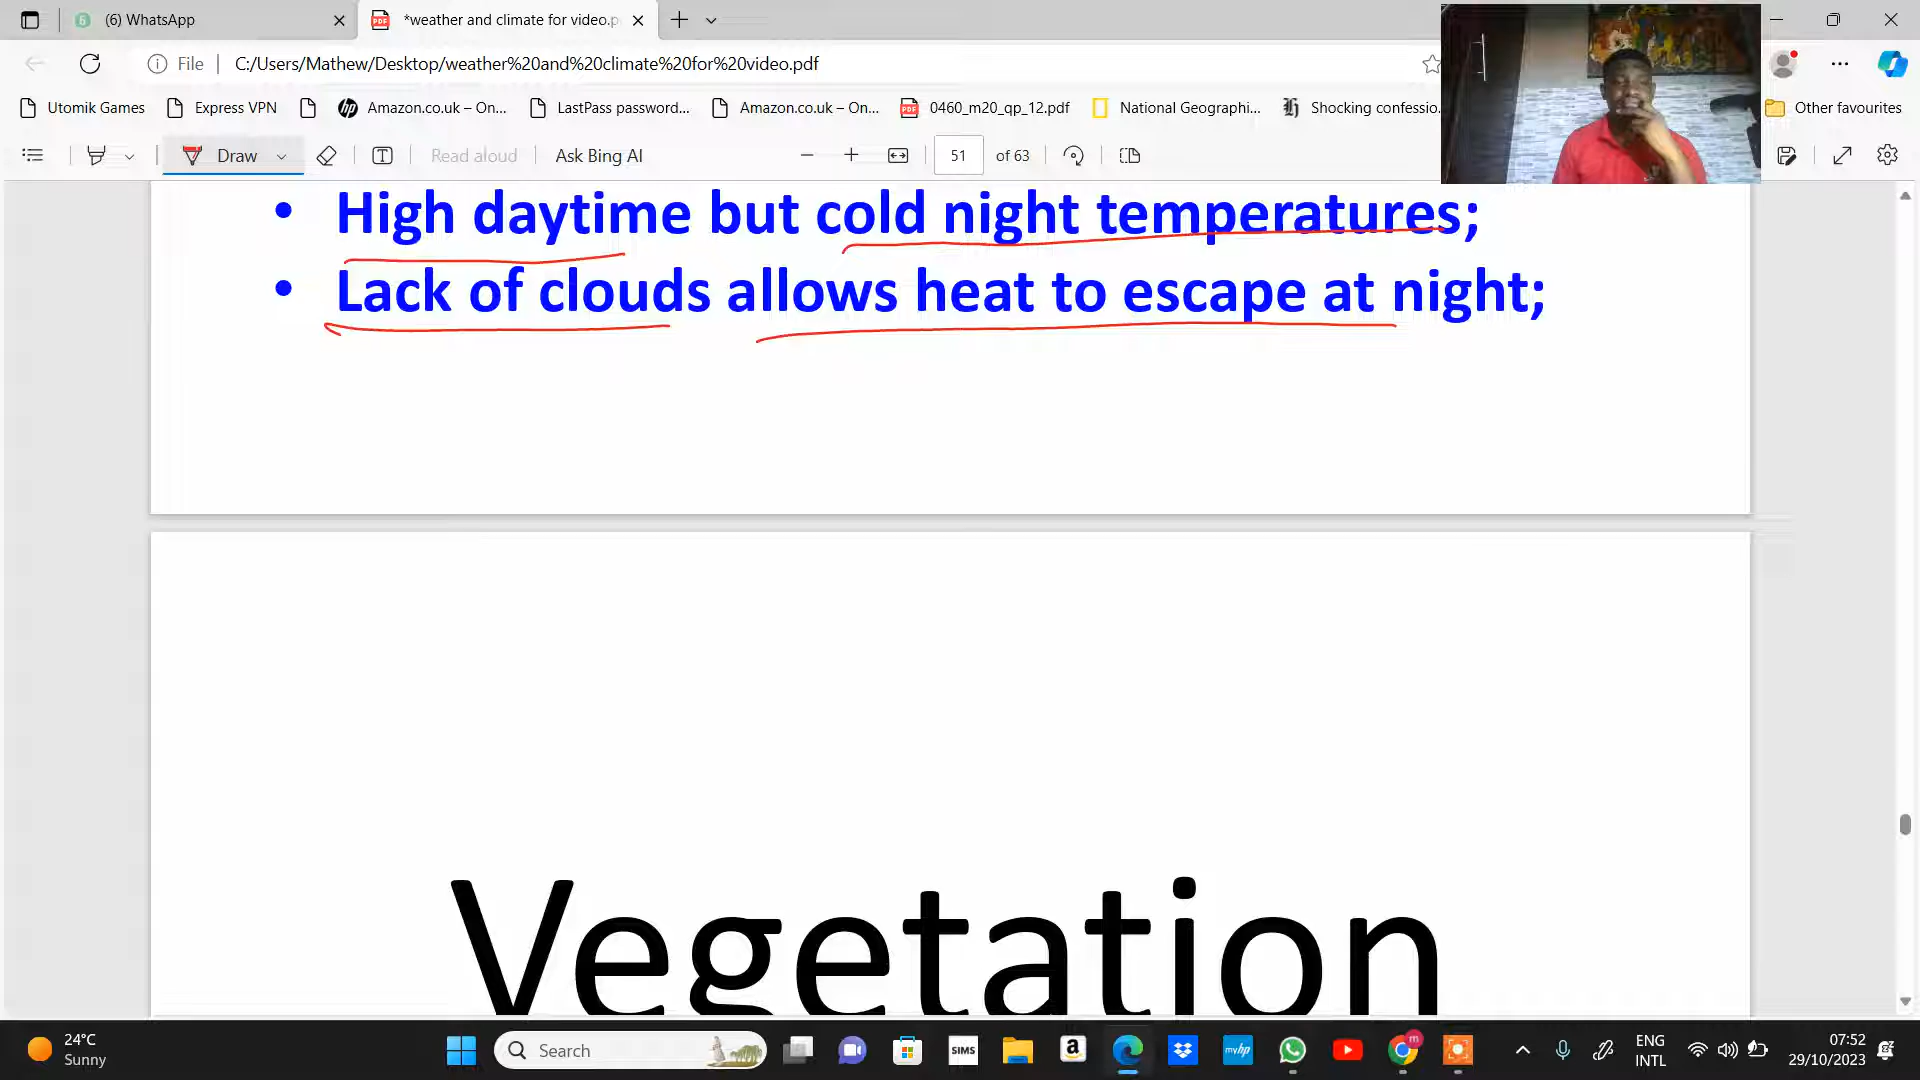 (6) WhatsApp
*weather and climate for video.p
File
C:/Users/Mathew/Desktop/weather%20and%20climate%20for%20video.pdf
Utomik Games
Express VPN
Amazon.co.uk – On...
LastPass password...
Amazon.co.uk – On...
0460_m20_qp_12.pdf
National Geographi...
Shocking confessio.
Other favourites
Draw
Read aloud
Ask Bing AI
51
of 63
• High daytime but cold night temperatures;
• Lack of clouds allows heat to escape at night;
Vegetation
24°C
Sunny
Search
SIMS
myhp
ENG
INTL
07:52
29/10/2023